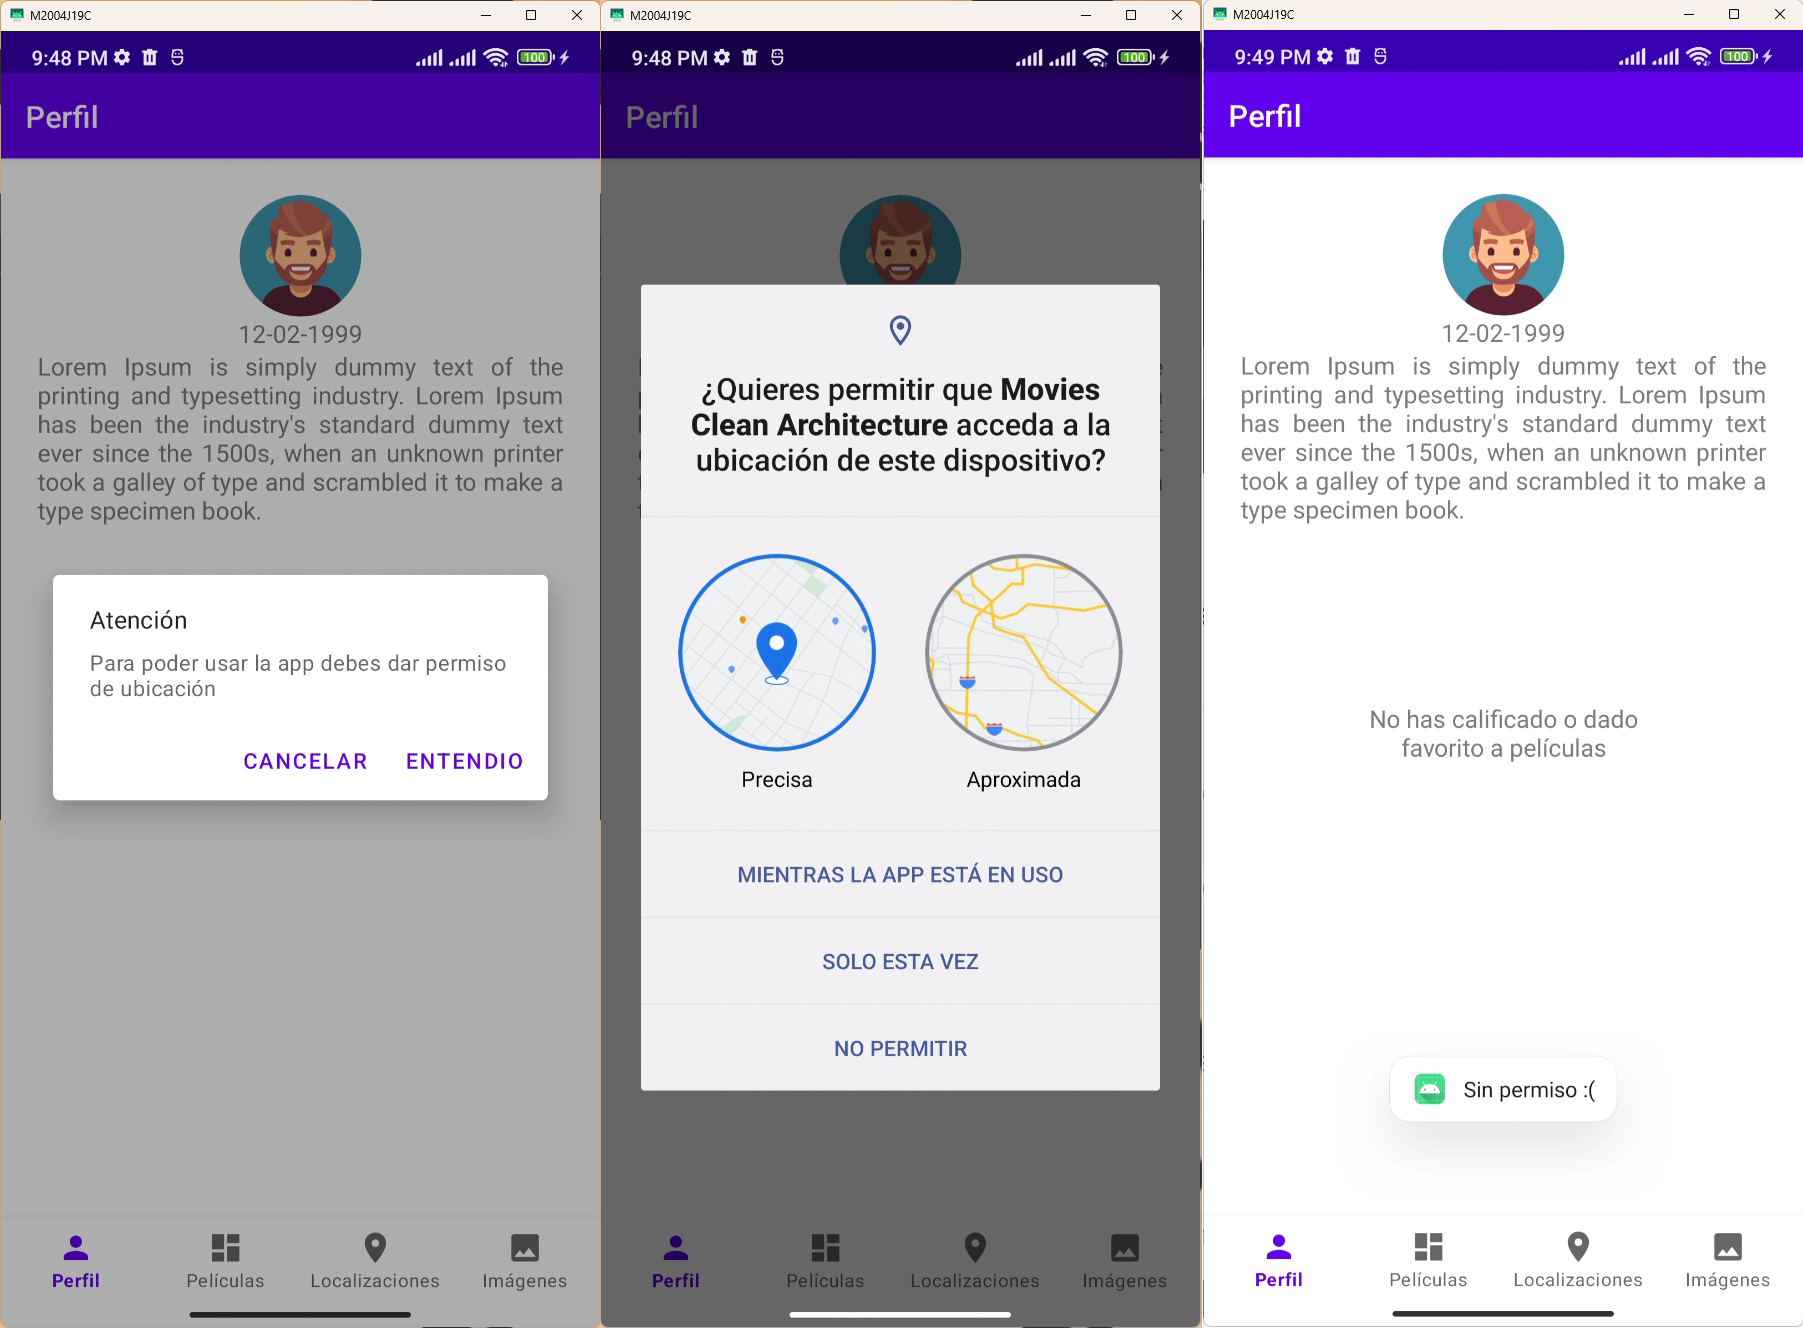 M2004J19C
9:48 PM
100
Perfil
12-02-1999
Lorem Ipsum is simply dummy text of the
printing and typesetting industry. Lorem Ipsum
has been the industry's standard dummy text
ever since the 1500s, when an unknown printer
took a galley of type and scrambled it to make a
type specimen book.
Atención
Para poder usar la app debes dar permiso
de ubicación
CANCELAR ENTENDIO
Perfil Películas Localizaciones Imágenes
M2004J19C
9:48 PM
100
Perfil
¿Quieres permitir que Movies
Clean Architecture acceda a la
ubicación de este dispositivo?
Precisa Aproximada
MIENTRAS LA APP ESTÁ EN USO
SOLO ESTA VEZ
NO PERMITIR
Perfil Películas Localizaciones Imágenes
M2004J19C
9:49 PM
100
Perfil
12-02-1999
Lorem Ipsum is simply dummy text of the
printing and typesetting industry. Lorem Ipsum
has been the industry's standard dummy text
ever since the 1500s, when an unknown printer
took a galley of type and scrambled it to make a
type specimen book.
No has calificado o dado
favorito a películas
Sin permiso :(
Perfil Películas Localizaciones Imágenes